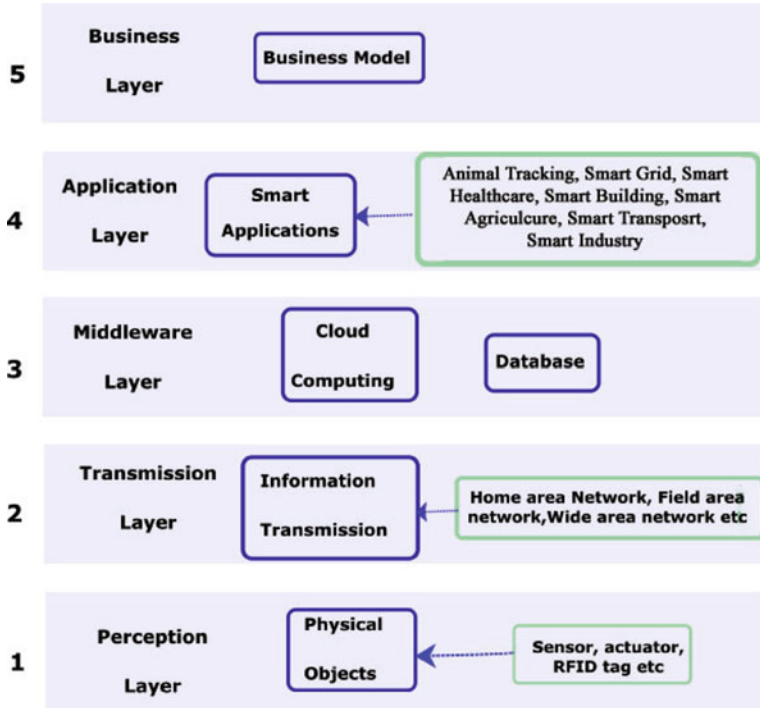 5
Business
Layer
Business Model
4
Application
Layer
Smart
Applications
Animal Tracking, Smart Grid, Smart
Healthcare, Smart Building, Smart
Agriculcure, Smart Transposrt,
Smart Industry
3
Middleware
Layer
Cloud
Computing
Database
2
Transmission
Layer
Information
Transmission
Home area Network, Field area
network,Wide area network etc
1
Perception
Layer
Physical
Objects
Sensor, actuator,
RFID tag etc